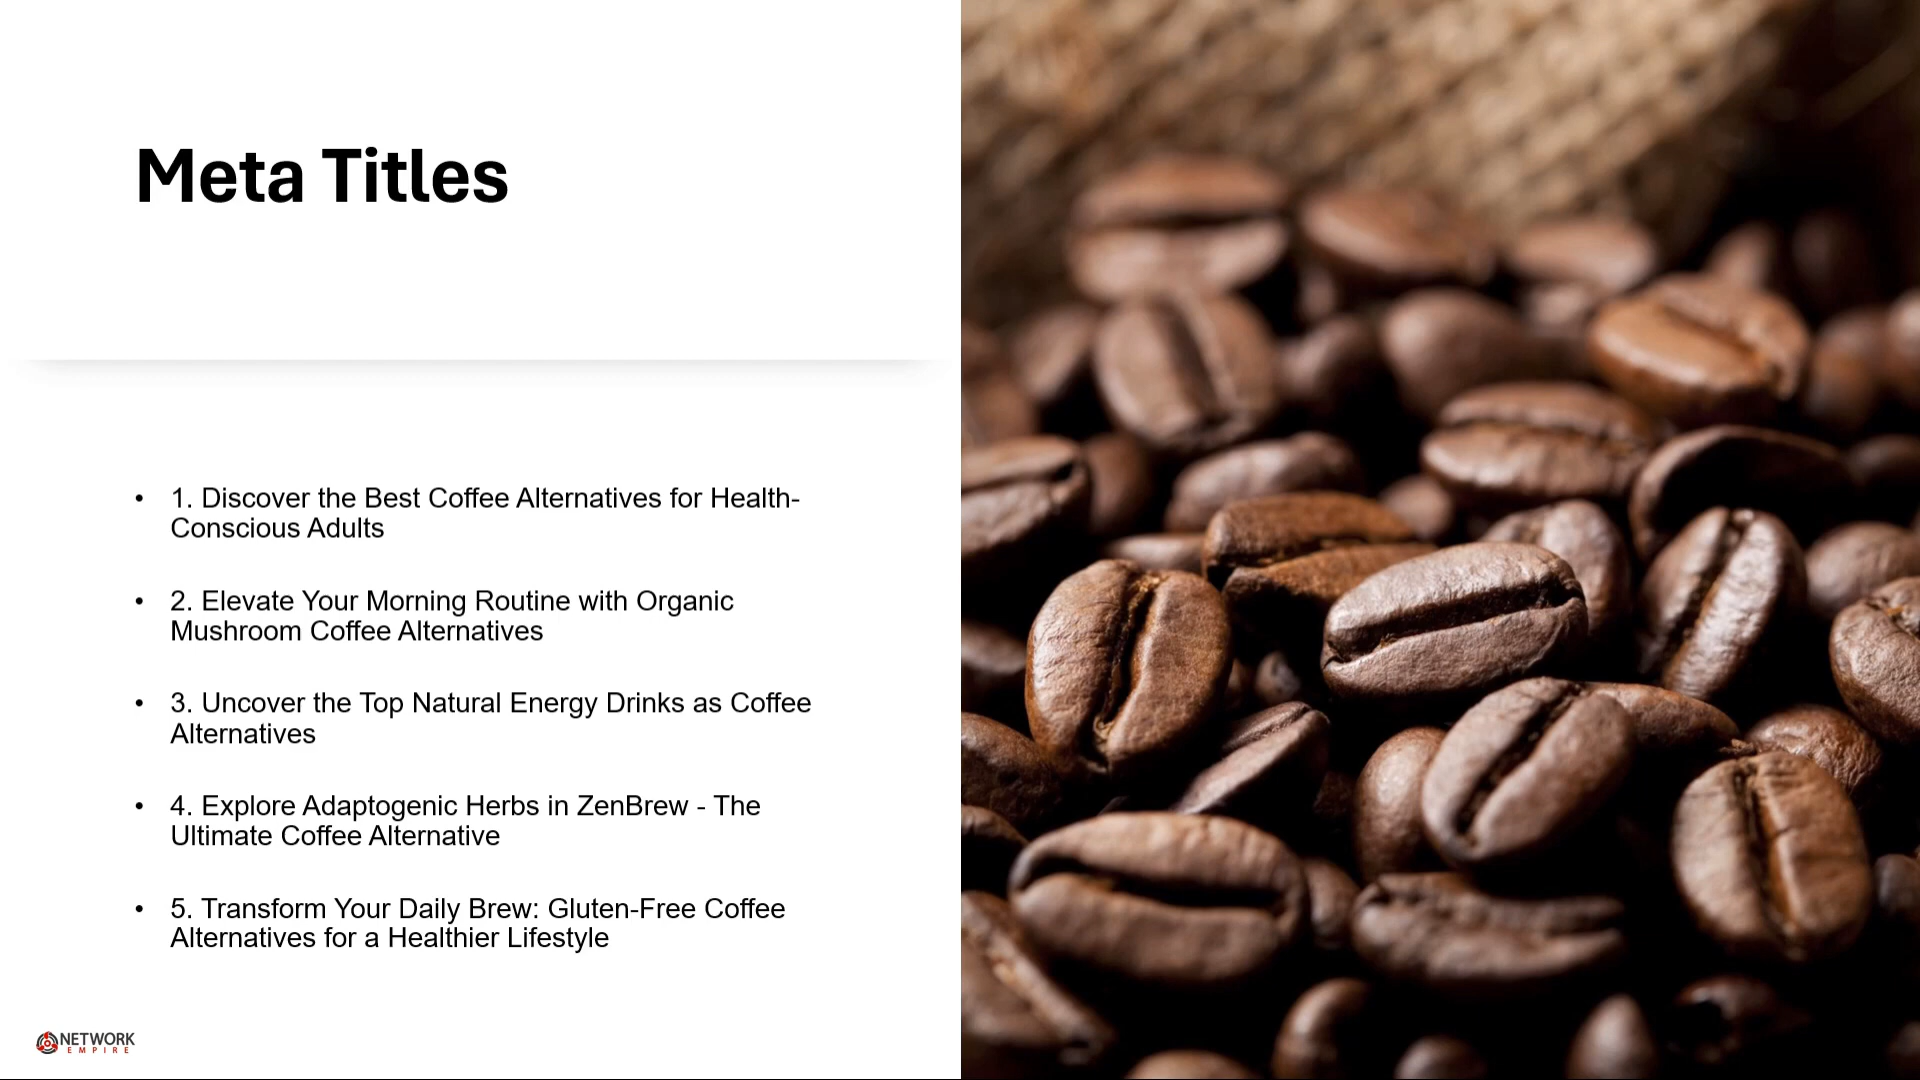 Meta Titles
• 1. Discover the Best Coffee Alternatives for Health-
Conscious Adults
• 2. Elevate Your Morning Routine with Organic
Mushroom Coffee Alternatives
• 3. Uncover the Top Natural Energy Drinks as Coffee
Alternatives
• 4. Explore Adaptogenic Herbs in ZenBrew - The
Ultimate Coffee Alternative
• 5. Transform Your Daily Brew: Gluten-Free Coffee
Alternatives for a Healthier Lifestyle
NETWORK
EMPIRE